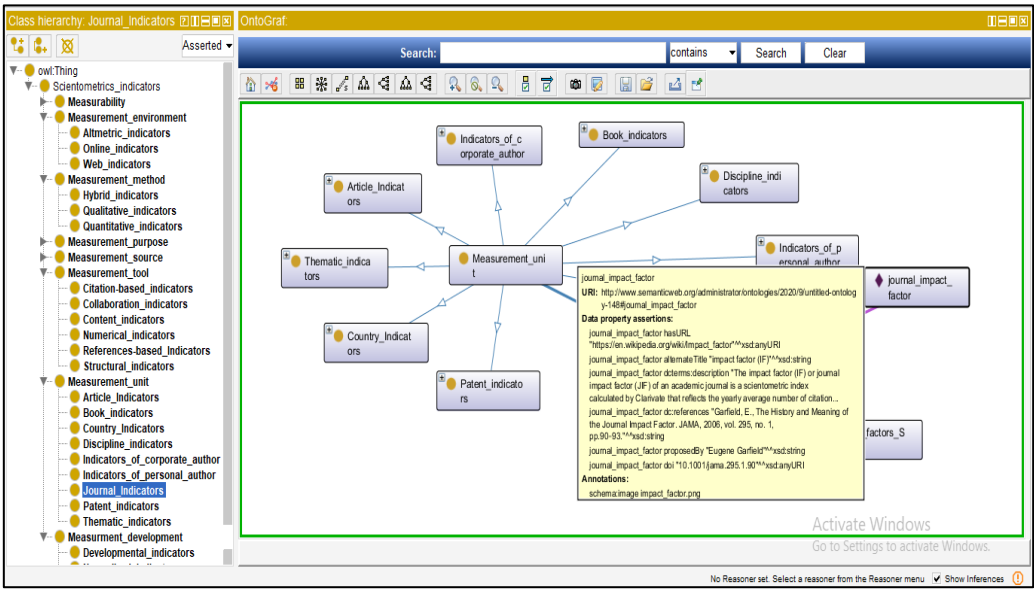 Class hierarchy: Journal_Indicators
Asserted
owl:Thing
Scientometrics_indicators
Measurability
Measurement_environment
Altmetric_indicators
Online_indicators
Web_indicators
Measurement_method
Hybrid_indicators
Qualitative_indicators
Quantitative_indicators
Measurement_purpose
Measurement_source
Measurement_tool
Citation-based_indicators
Collaboration_indicators
Content_indicators
Numerical_indicators
References-based_Indicators
Structural_indicators
Measurement_unit
Article_Indicators
Book_indicators
Country_Indicators
Discipline_indicators
Indicators_of_corporate_author
Indicators_of_personal_author
Journal_Indicators
Patent_indicators
Thematic_indicators
Measurment_development
Developmental_indicators
OntoGraf:
Search:
contains
Search
Clear
Indicators_of_c
orporate_author
Book_indicators
Article_Indicat
ors
Discipline_indi
cators
Thematic_indica
tors
Measurement_uni
t
Indicators_of_p
ersonal_author
Country_Indicat
ors
Patent_indicato
rs
journal_impact_
factor
factors_S
journal_impact_factor
URI: http://www.semanticweb.org/administrator/ontologies/2020/9/untitled-ontolog
y-148#journal_impact_factor
Data property assertions:
journal_impact_factor hasURL
"https://en.wikipedia.org/wiki/Impact_factor"^^xsd:anyURI
journal_impact_factor alternateTitle "impact factor (IF)"^^xsd:string
journal_impact_factor dcterms:description "The impact factor (IF) or journal
impact factor (JIF) of an academic journal is a scientometric index
calculated by Clarivate that reflects the yearly average number of citation...
journal_impact_factor dc:references "Garfield, E., The History and Meaning of
the Journal Impact Factor. JAMA, 2006, vol. 295, no. 1,
pp.90-93."^^xsd:string
journal_impact_factor proposedBy "Eugene Garfield"^^xsd:string
journal_impact_factor doi "10.1001/jama.295.1.90"^^xsd:anyURI
Annotations:
schema:image impact_factor.png
Activate Windows
Go to Settings to activate Windows.
No Reasoner set. Select a reasoner from the Reasoner menu
Show Inferences